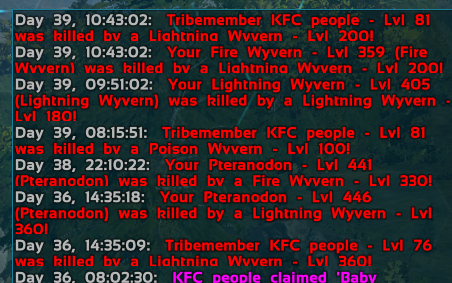 Day 39, 10:43:02: Tribemember KFC people - Lvl 81
was killed by a Lightning Wyvern - Lvl 200!
Day 39, 10:43:02: Your Fire Wyvern - Lvl 359 (Fire
Wyvern) was killed by a Lightning Wyvern - Lvl 200!
Day 39, 09:51:02: Your Lightning Wyvern - Lvl 405
(Lightning Wyvern) was killed by a Lightning Wyvern -
Lvl 180!
Day 39, 08:15:51: Tribemember KFC people - Lvl 81
was killed by a Poison Wyvern - Lvl 100!
Day 38, 22:10:22: Your Pteranodon - Lvl 441
(Pteranodon) was killed by a Fire Wyvern - Lvl 330!
Day 36, 14:35:18: Your Pteranodon - Lvl 446
(Pteranodon) was killed by a Lightning Wyvern - Lvl
360!
Day 36, 14:35:09: Tribemember KFC people - Lvl 76
was killed by a Lightning Wyvern - Lvl 360!
Day 36, 08:02:30: KFC people claimed 'Baby